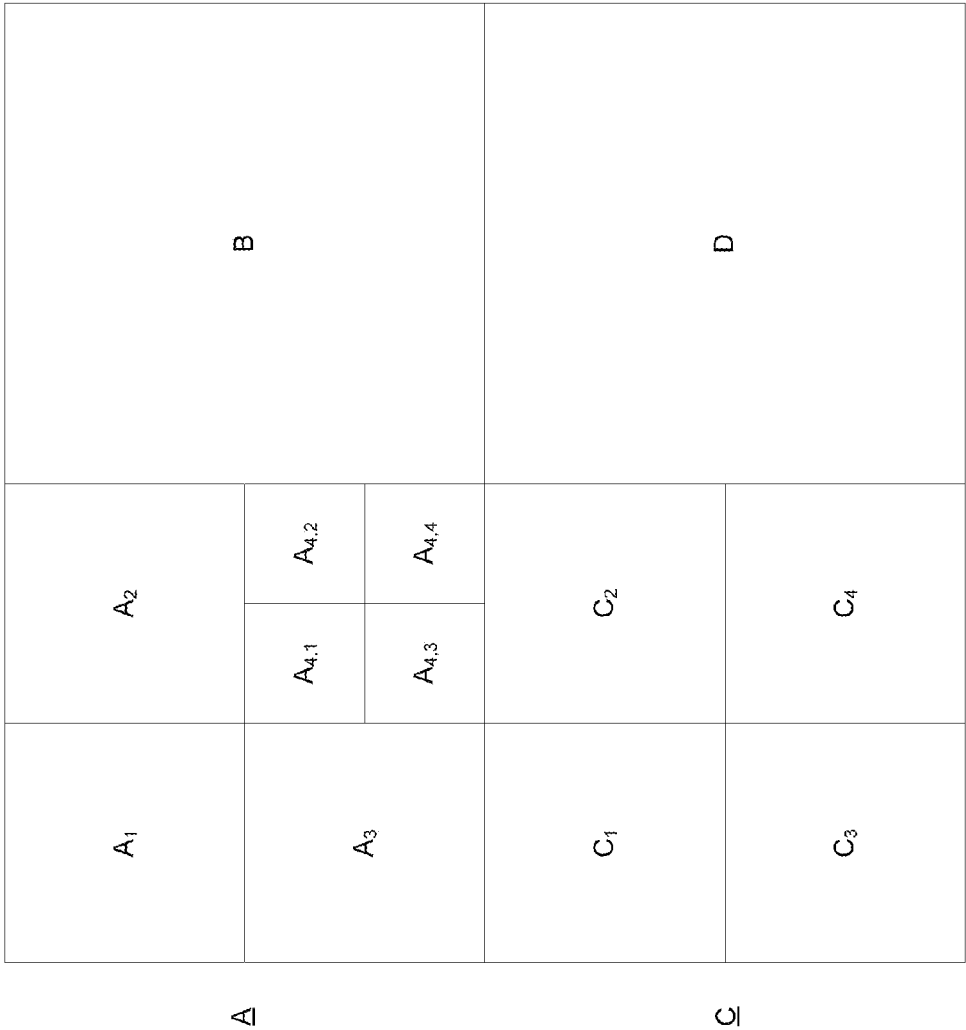 A₁ A₂
A B
A₄,₁ A₄,₂
A₃
A₄,₃ A₄,₄
C₁ C₂
C D
C₃ C₄